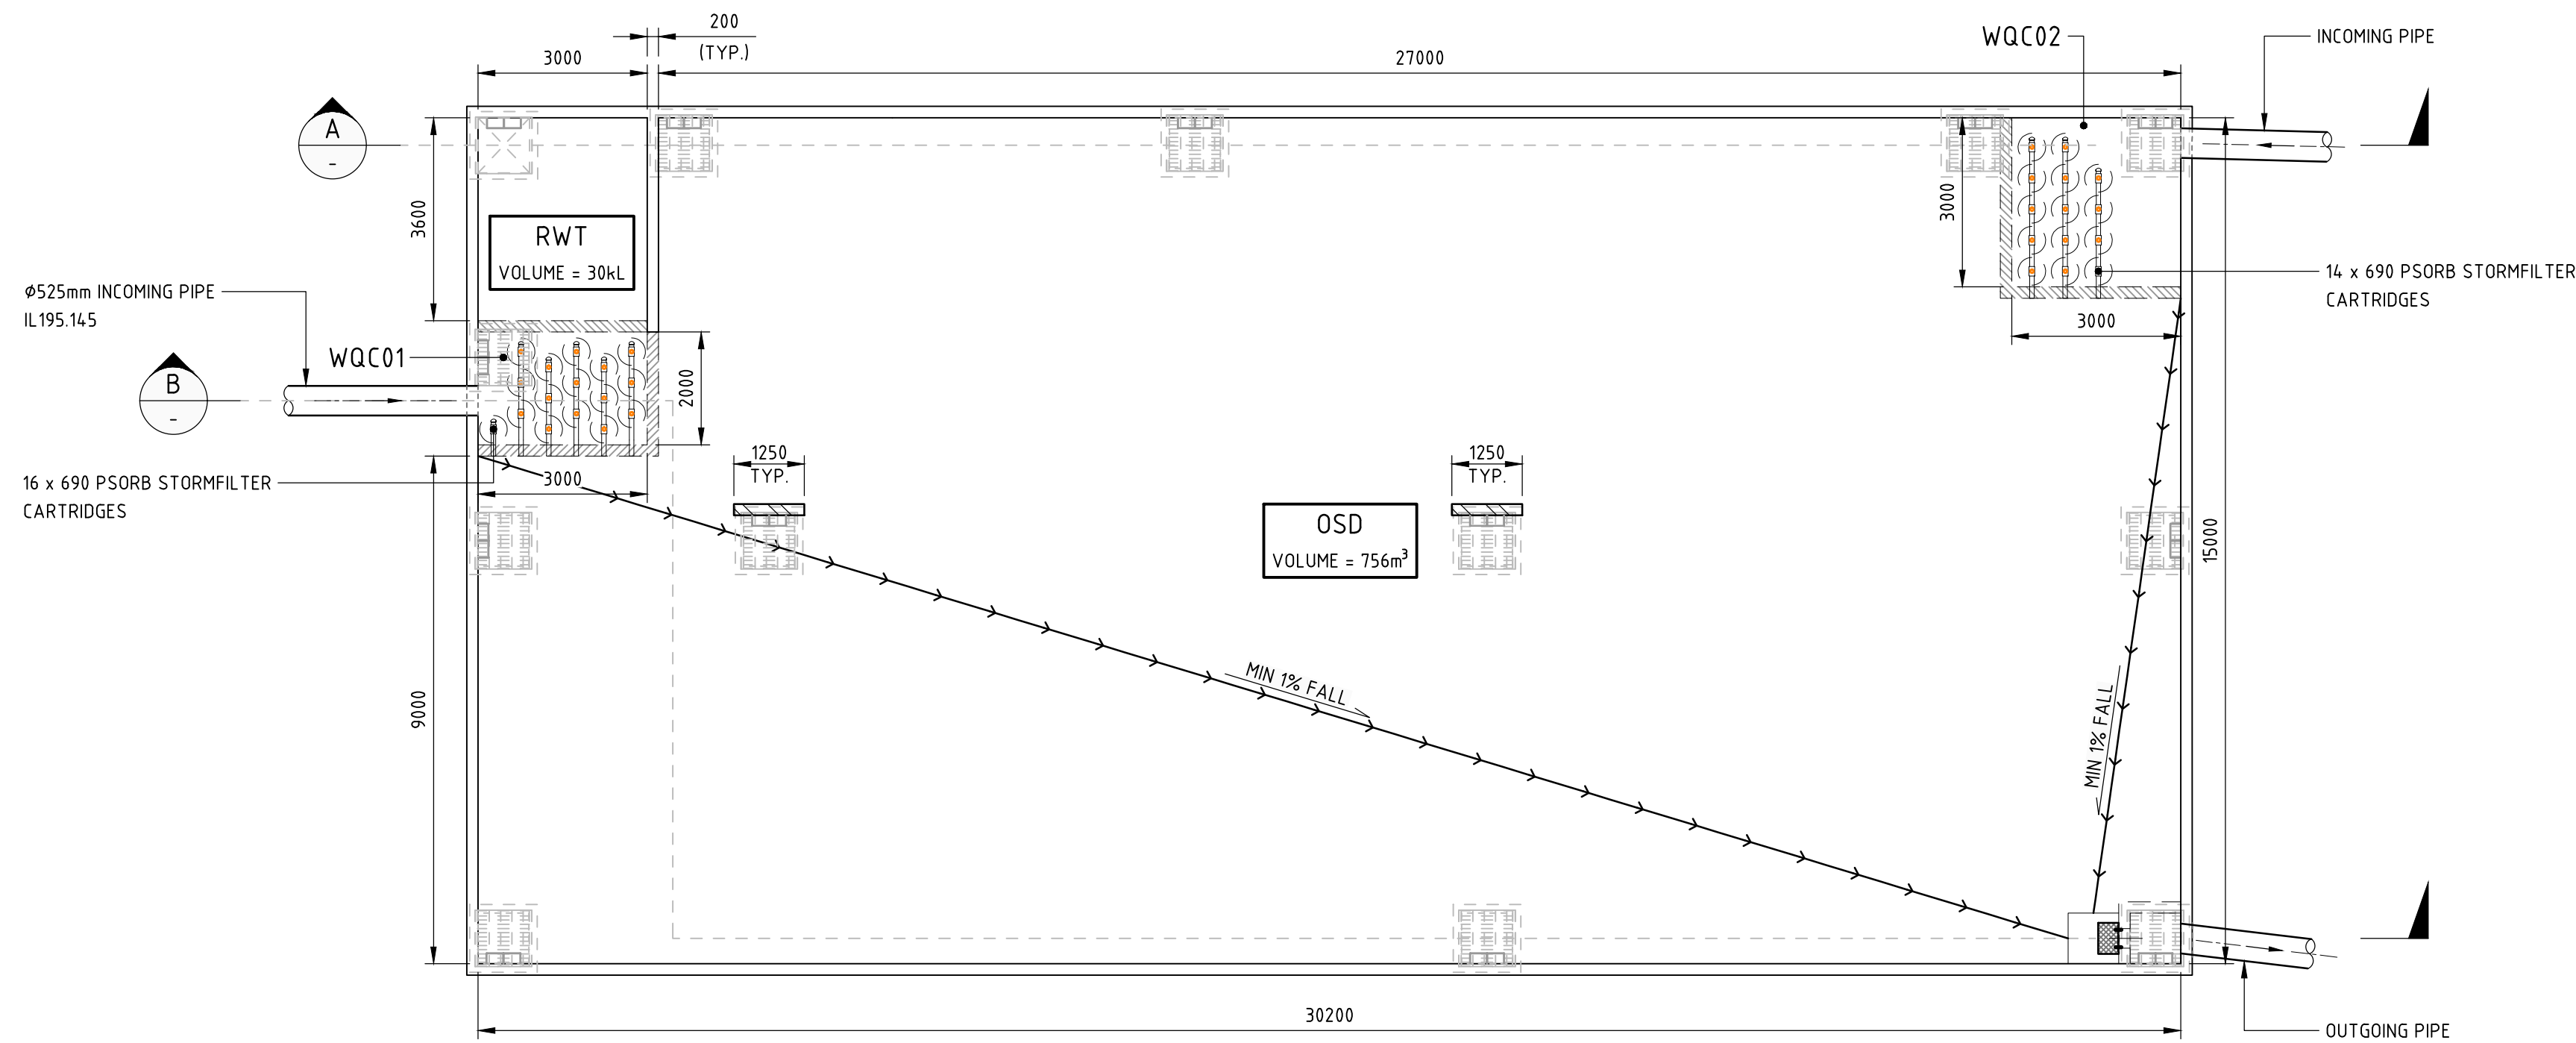 200
(TYP.)
3000
27000
WQC02
INCOMING PIPE
A
-
3600
RWT
VOLUME = 30kL
3000
14 x 690 PSORB STORMFILTER
CARTRIDGES
3000
Ø525mm INCOMING PIPE
IL195.145
WQC01
B
-
2000
16 x 690 PSORB STORMFILTER
CARTRIDGES
3000
1250
TYP.
1250
TYP.
OSD
VOLUME = 756m³
15000
9000
MIN 1% FALL
MIN 1% FALL
30200
OUTGOING PIPE